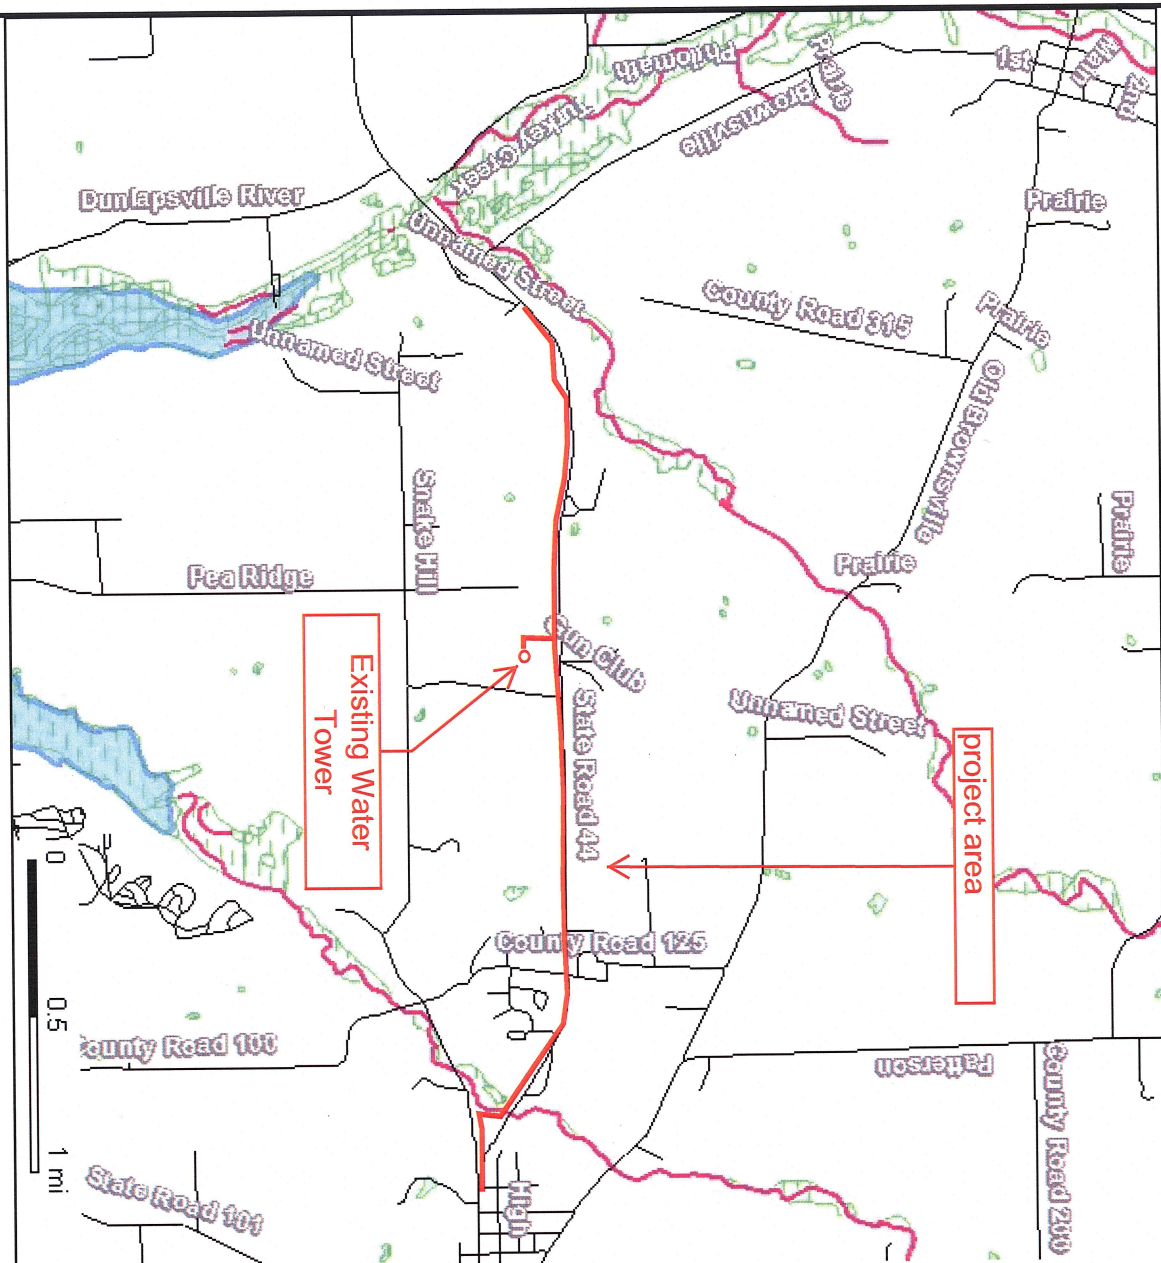 Philomath
Prairie
1st
Main
2nd
Brownsville
Turkey Creek
Dunlapsville River
Prairie
Unnamed Street
County Road 315
Prairie
Unnamed Street
Old Brownsville
Snake Hill
Prairie
Prairie
Pea Ridge
Gun Club
Existing Water
Tower
State Road 44
Unnamed Street
project area
County Road 125
0
0.5
1 mi
County Road 100
Patterson
County Road 200
State Road 101
High